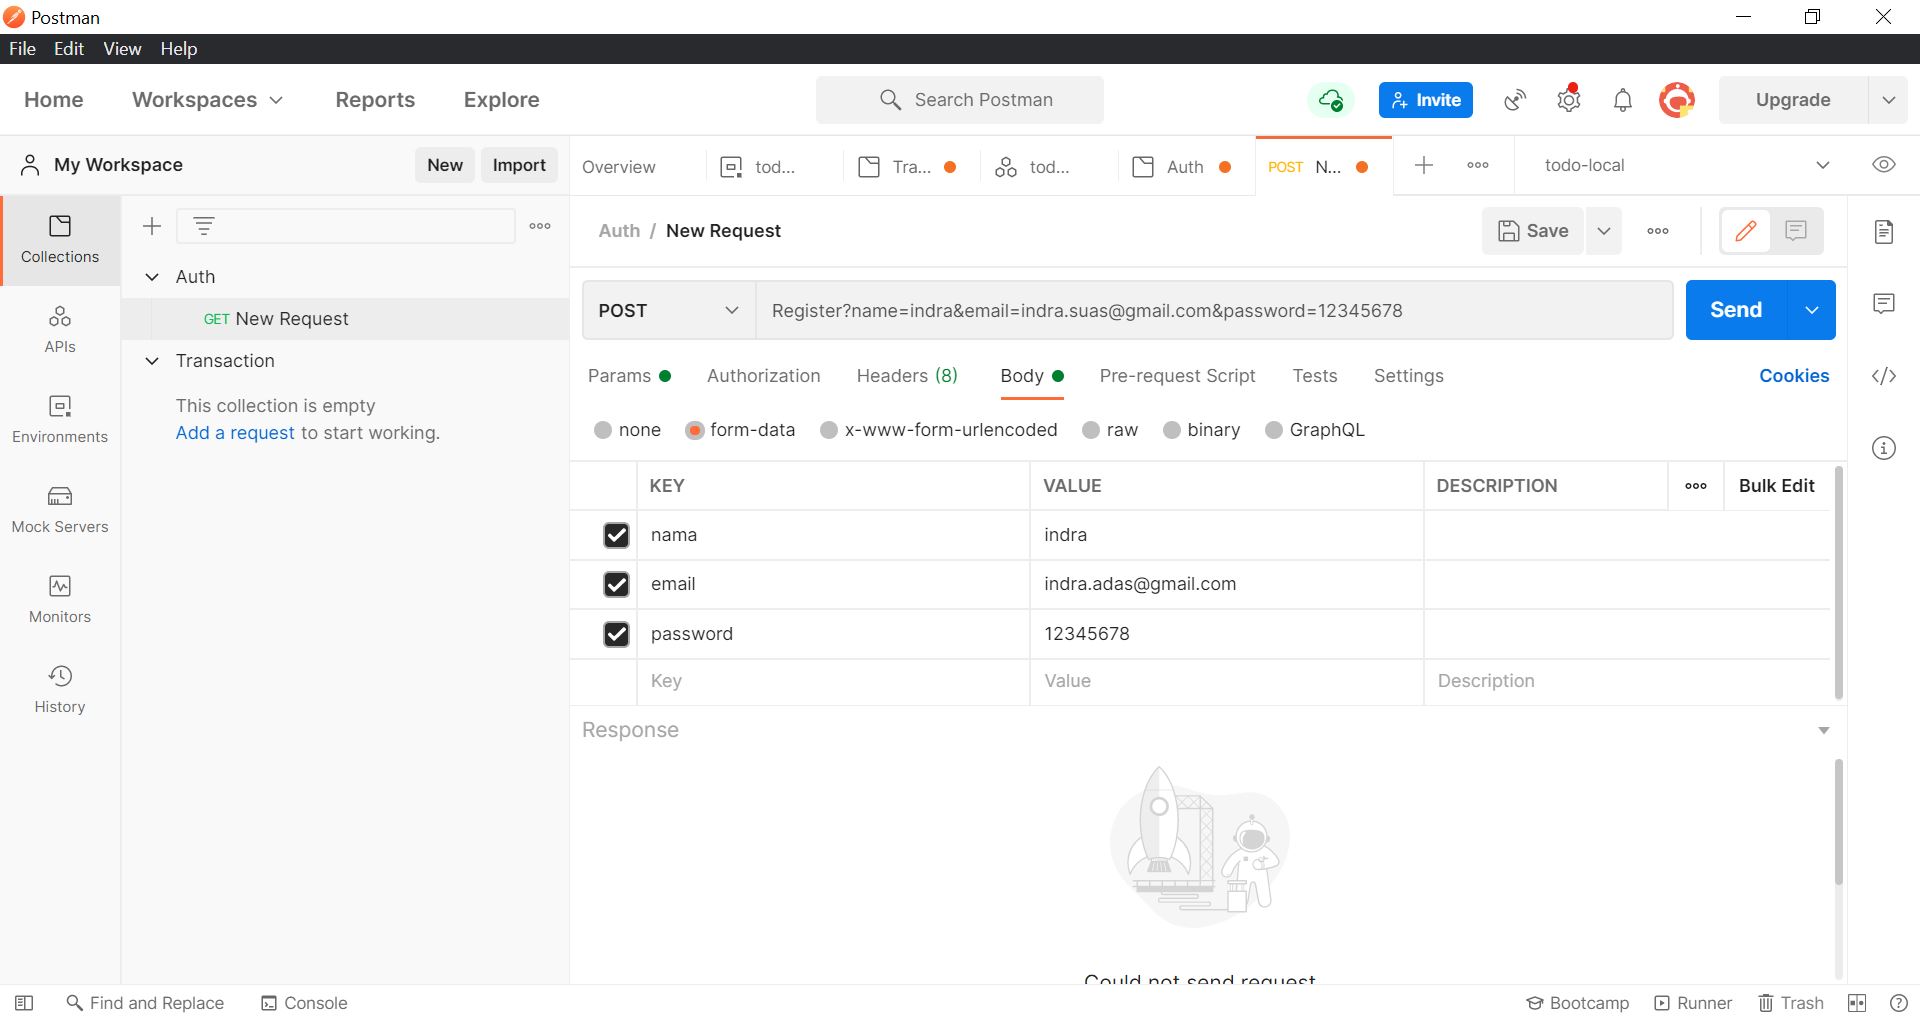 Postman
File Edit View Help
Home Workspaces Reports Explore Search Postman Invite Upgrade
My Workspace New Import Overview tod... Tra... tod... Auth POST N... todo-local
Collections
Auth
GET New Request
Transaction
This collection is empty
Add a request to start working.
APIs
Environments
Mock Servers
Monitors
History
Auth / New Request Save
POST Register?name=indra&email=indra.suas@gmail.com&password=12345678 Send
Params Authorization Headers (8) Body Pre-request Script Tests Settings Cookies
none form-data x-www-form-urlencoded raw binary GraphQL
KEY VALUE DESCRIPTION Bulk Edit
nama indra
email indra.adas@gmail.com
password 12345678
Key Value Description
Response
Could not send request
Find and Replace Console Bootcamp Runner Trash